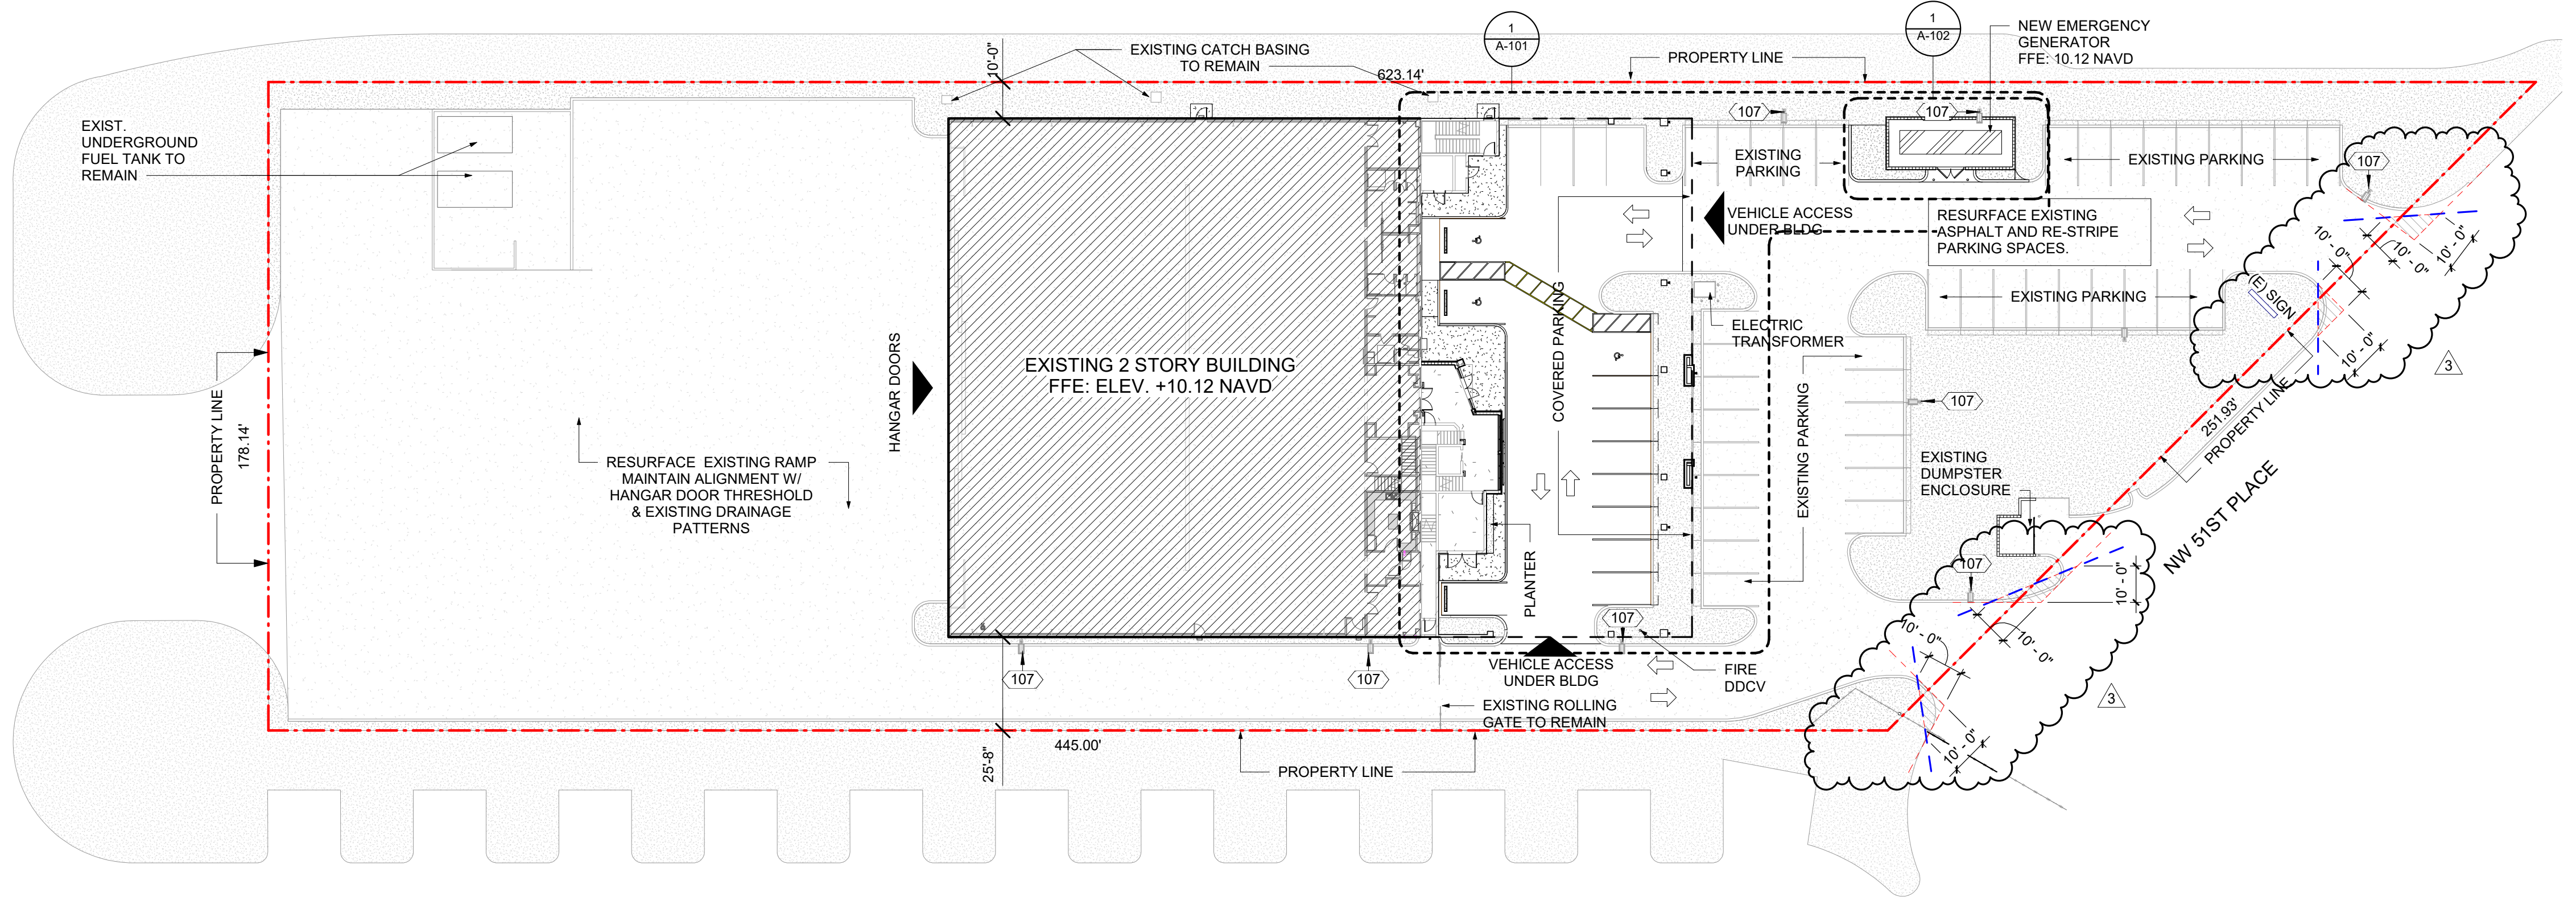 1
A-101
1
A-102
NEW EMERGENCY
GENERATOR
FFE: 10.12 NAVD
10'-0"
EXISTING CATCH BASING
TO REMAIN
623.14'
PROPERTY LINE
EXIST.
UNDERGROUND
FUEL TANK TO
REMAIN
107
107
EXISTING
PARKING
EXISTING PARKING
107
VEHICLE ACCESS
UNDER BLDG
RESURFACE EXISTING
ASPHALT AND RE-STRIPE
PARKING SPACES.
10' - 0"
10' - 0"
10' - 0"
(E) SIGN
10' - 0"
3
EXISTING PARKING
ELECTRIC
TRANSFORMER
COVERED PARKING
EXISTING PARKING
HANGAR DOORS
EXISTING 2 STORY BUILDING
FFE: ELEV. +10.12 NAVD
PROPERTY LINE
178.14'
RESURFACE EXISTING RAMP
MAINTAIN ALIGNMENT W/
HANGAR DOOR THRESHOLD
& EXISTING DRAINAGE
PATTERNS
107
251.93'
PROPERTY LINE
EXISTING
DUMPSTER
ENCLOSURE
NW 51ST PLACE
PLANTER
107
107
10' - 0"
10' - 0"
10' - 0"
10' - 0"
3
107
107
VEHICLE ACCESS
UNDER BLDG
FIRE
DDCV
EXISTING ROLLING
GATE TO REMAIN
25'-8"
445.00'
PROPERTY LINE